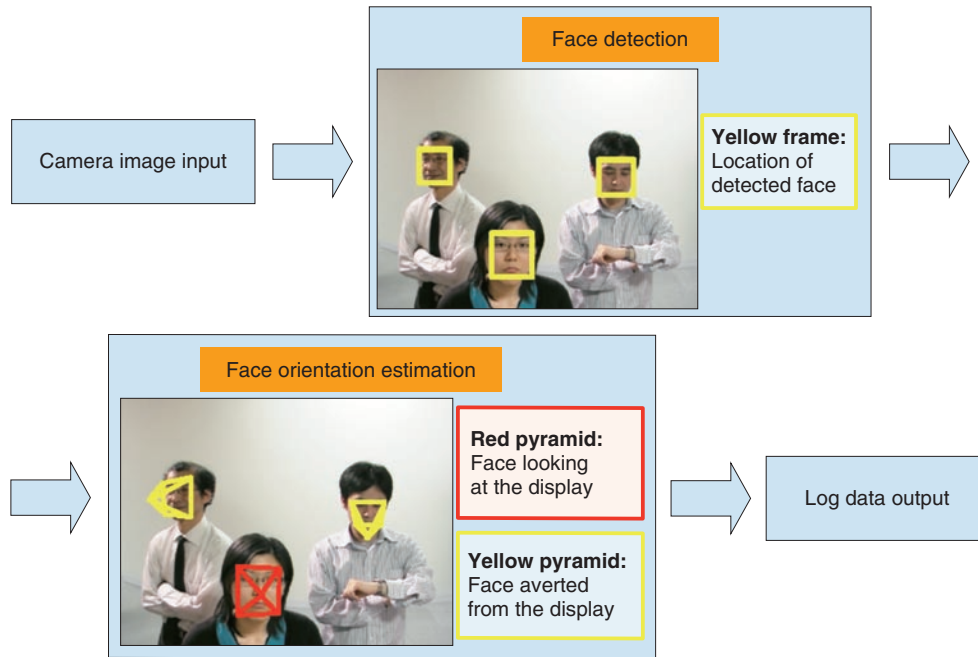 Face detection
Camera image input
Yellow frame:
Location of
detected face
Face orientation estimation
Red pyramid:
Face looking
at the display
Yellow pyramid:
Face averted
from the display
Log data output